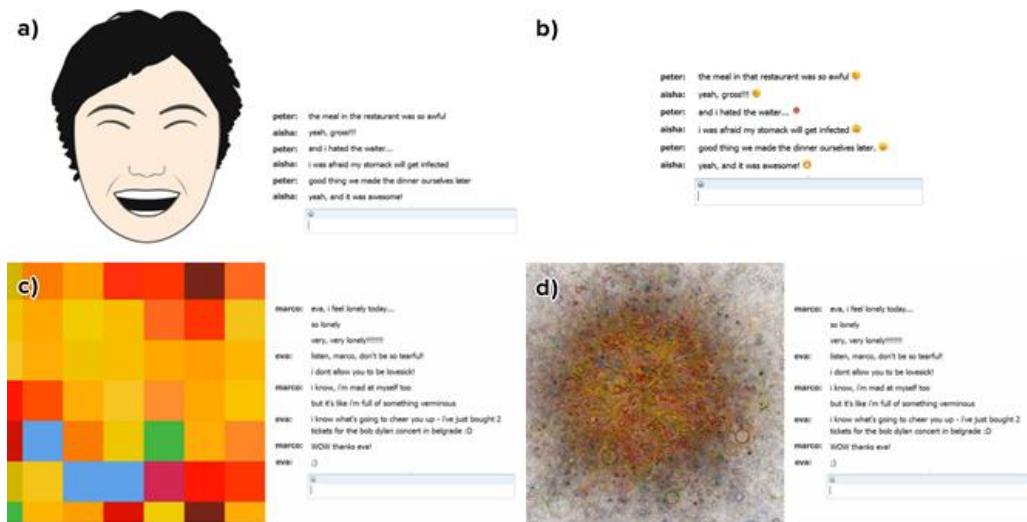 a)
peter: the meal in the restaurant was so awful
aisha: yeah, gross!!!
peter: and i hated the waiter...
aisha: i was afraid my stomack will get infected
peter: good thing we made the dinner ourselves later
aisha: yeah, and it was awesome!
b)
peter: the meal in that restaurant was so awful
aisha: yeah, gross!!!
peter: and i hated the waiter...
aisha: i was afraid my stomack will get infected
peter: good thing we made the dinner ourselves later.
aisha: yeah, and it was awesome!
c)
marco: eva, i feel lonely today...
so lonely
very, very lonely!!!!!!!
eva: listen, marco, don't be so tearful!
i dont allow you to be lovesick!
marco: i know, i'm mad at myself too
but it's like i'm full of something verminous
eva: i know what's going to cheer you up - i've just bought 2
tickets for the bob dylan concert in belgrade :D
marco: WOW thanks eva!
eva: ;)
d)
marco: eva, i feel lonely today...
so lonely
very, very lonely!!!!!!!
eva: listen, marco, don't be so tearful!
i dont allow you to be lovesick!
marco: i know, i'm mad at myself too
but it's like i'm full of something verminous
eva: i know what's going to cheer you up - i've just bought 2
tickets for the bob dylan concert in belgrade :D
marco: WOW thanks eva!
eva: ;)